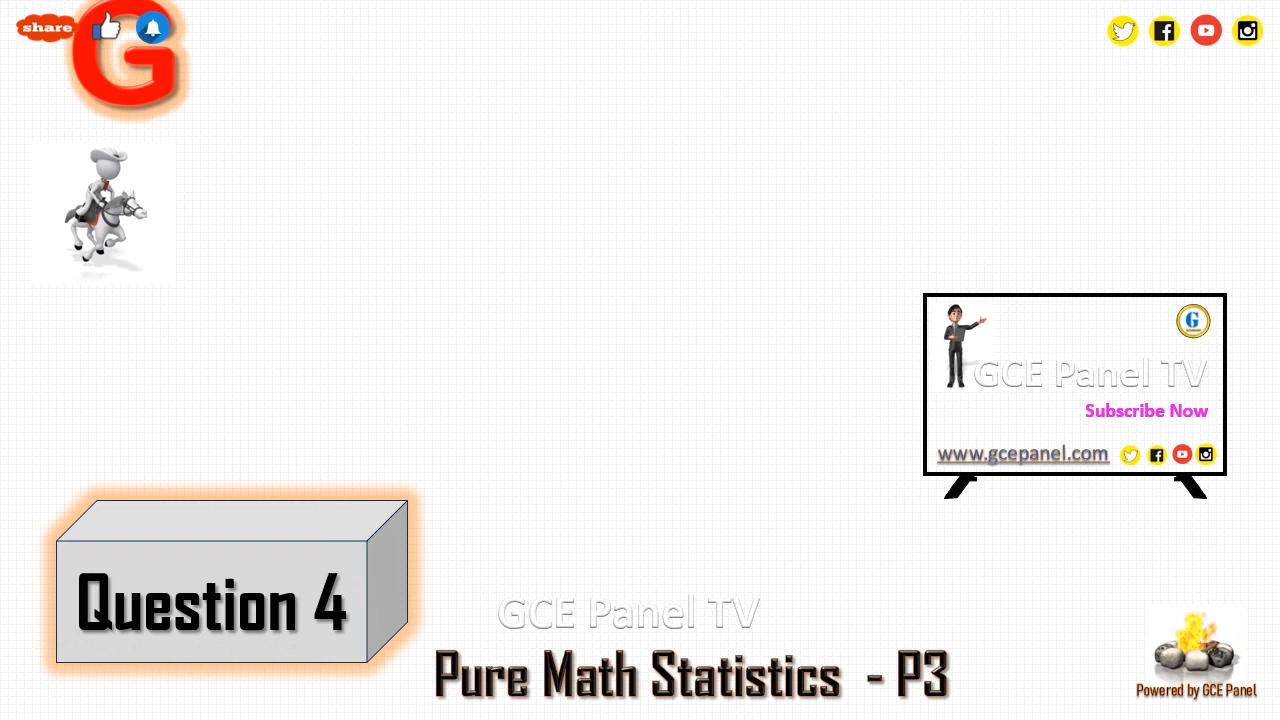 share
G
G
GCE Panel TV
Subscribe Now
www.gcepanel.com
Question 4
GCE Panel TV
Pure Math Statistics - P3
Powered by GCE Panel